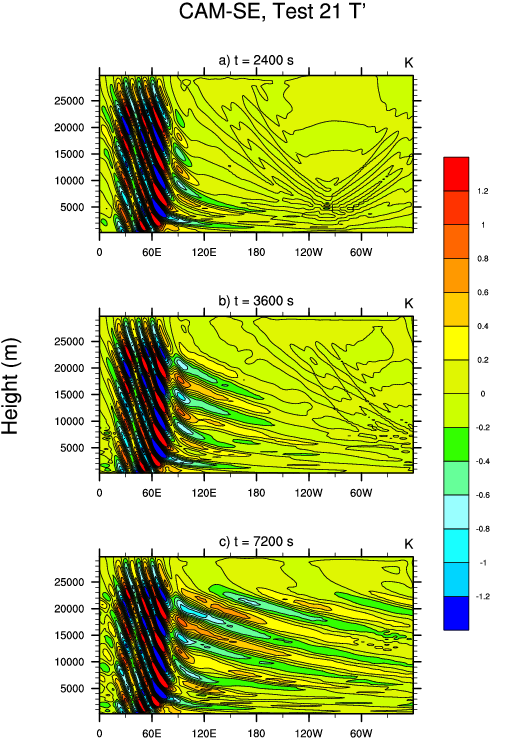 CAM-SE, Test 21 T'
a) t = 2400 s
K
25000
20000
15000
10000
5000
0 60E 120E 180 120W 60W
b) t = 3600 s
K
25000
20000
15000
10000
5000
0 60E 120E 180 120W 60W
c) t = 7200 s
K
25000
20000
15000
10000
5000
0 60E 120E 180 120W 60W
Height (m)
1.2
1
0.8
0.6
0.4
0.2
0
-0.2
-0.4
-0.6
-0.8
-1
-1.2